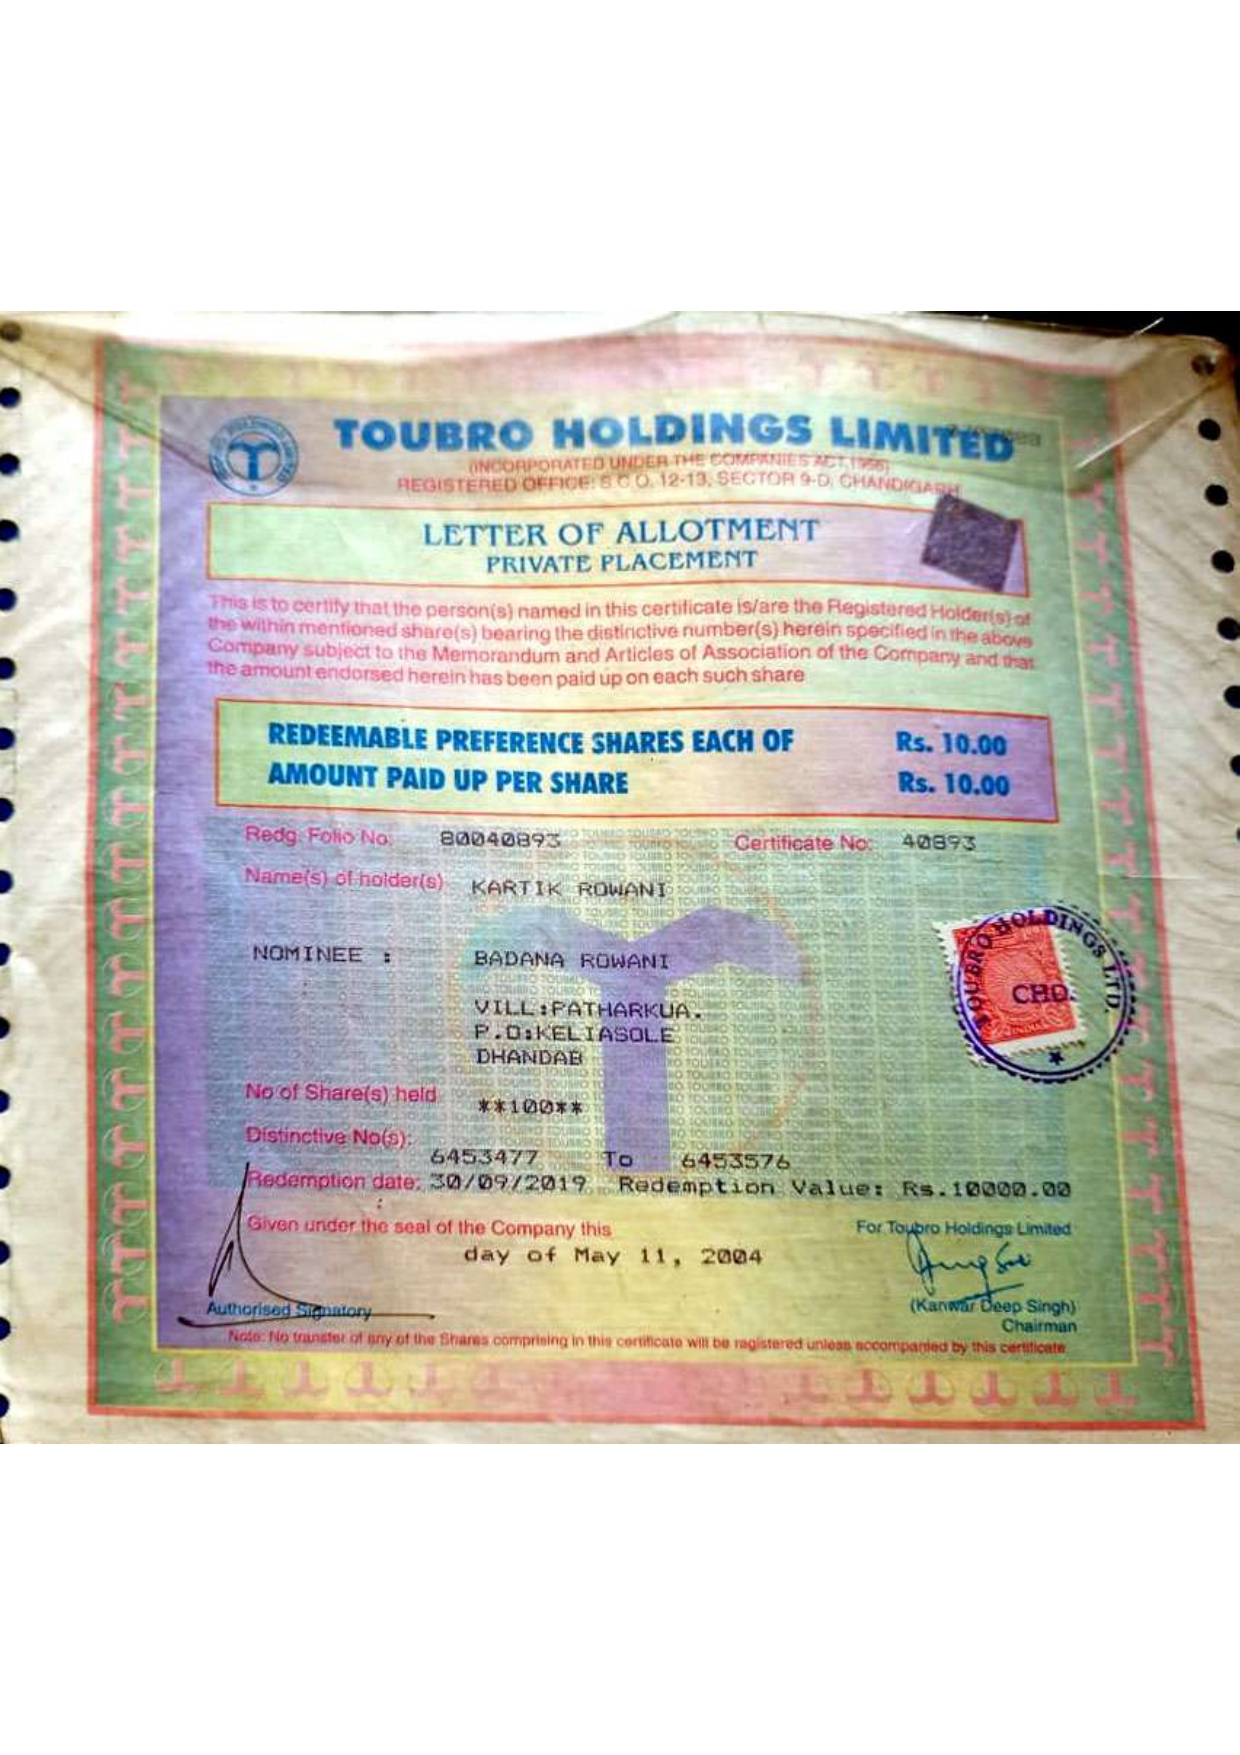 TOUBRO HOLDINGS LIMITED
(INCORPORATED UNDER THE COMPANIES ACT,1956)
REGISTERED OFFICE: S.C.O. 12-13, SECTOR 9-D, CHANDIGARH
LETTER OF ALLOTMENT
PRIVATE PLACEMENT
This is to certify that the person(s) named in this certificate is/are the Registered Holder(s) of
the within mentioned share(s) bearing the distinctive number(s) herein specified in the above
Company subject to the Memorandum and Articles of Association of the Company and that
the amount endorsed herein has been paid up on each such share
REDEEMABLE PREFERENCE SHARES EACH OF Rs. 10.00
AMOUNT PAID UP PER SHARE Rs. 10.00
Redg. Folio No: 80040893 Certificate No: 40893
Name(s) of holder(s) KARTIK ROWANI
NOMINEE : BADANA ROWANI
VILL:PATHARKUA.
P.O:KELIASOLE
DHANDAB
TOUBRO HOLDINGS LTD.
CHD.
INDIA
No of Share(s) held **100**
Distinctive No(s):
6453477 To 6453576
Redemption date: 30/09/2019 Redemption Value: Rs.10000.00
Given under the seal of the Company this For Toubro Holdings Limited
day of May 11, 2004
Authorised Signatory (Kanwar Deep Singh)
Chairman
Note: No transfer of any of the Shares comprising in this certificate will be registered unless accompanied by this certificate